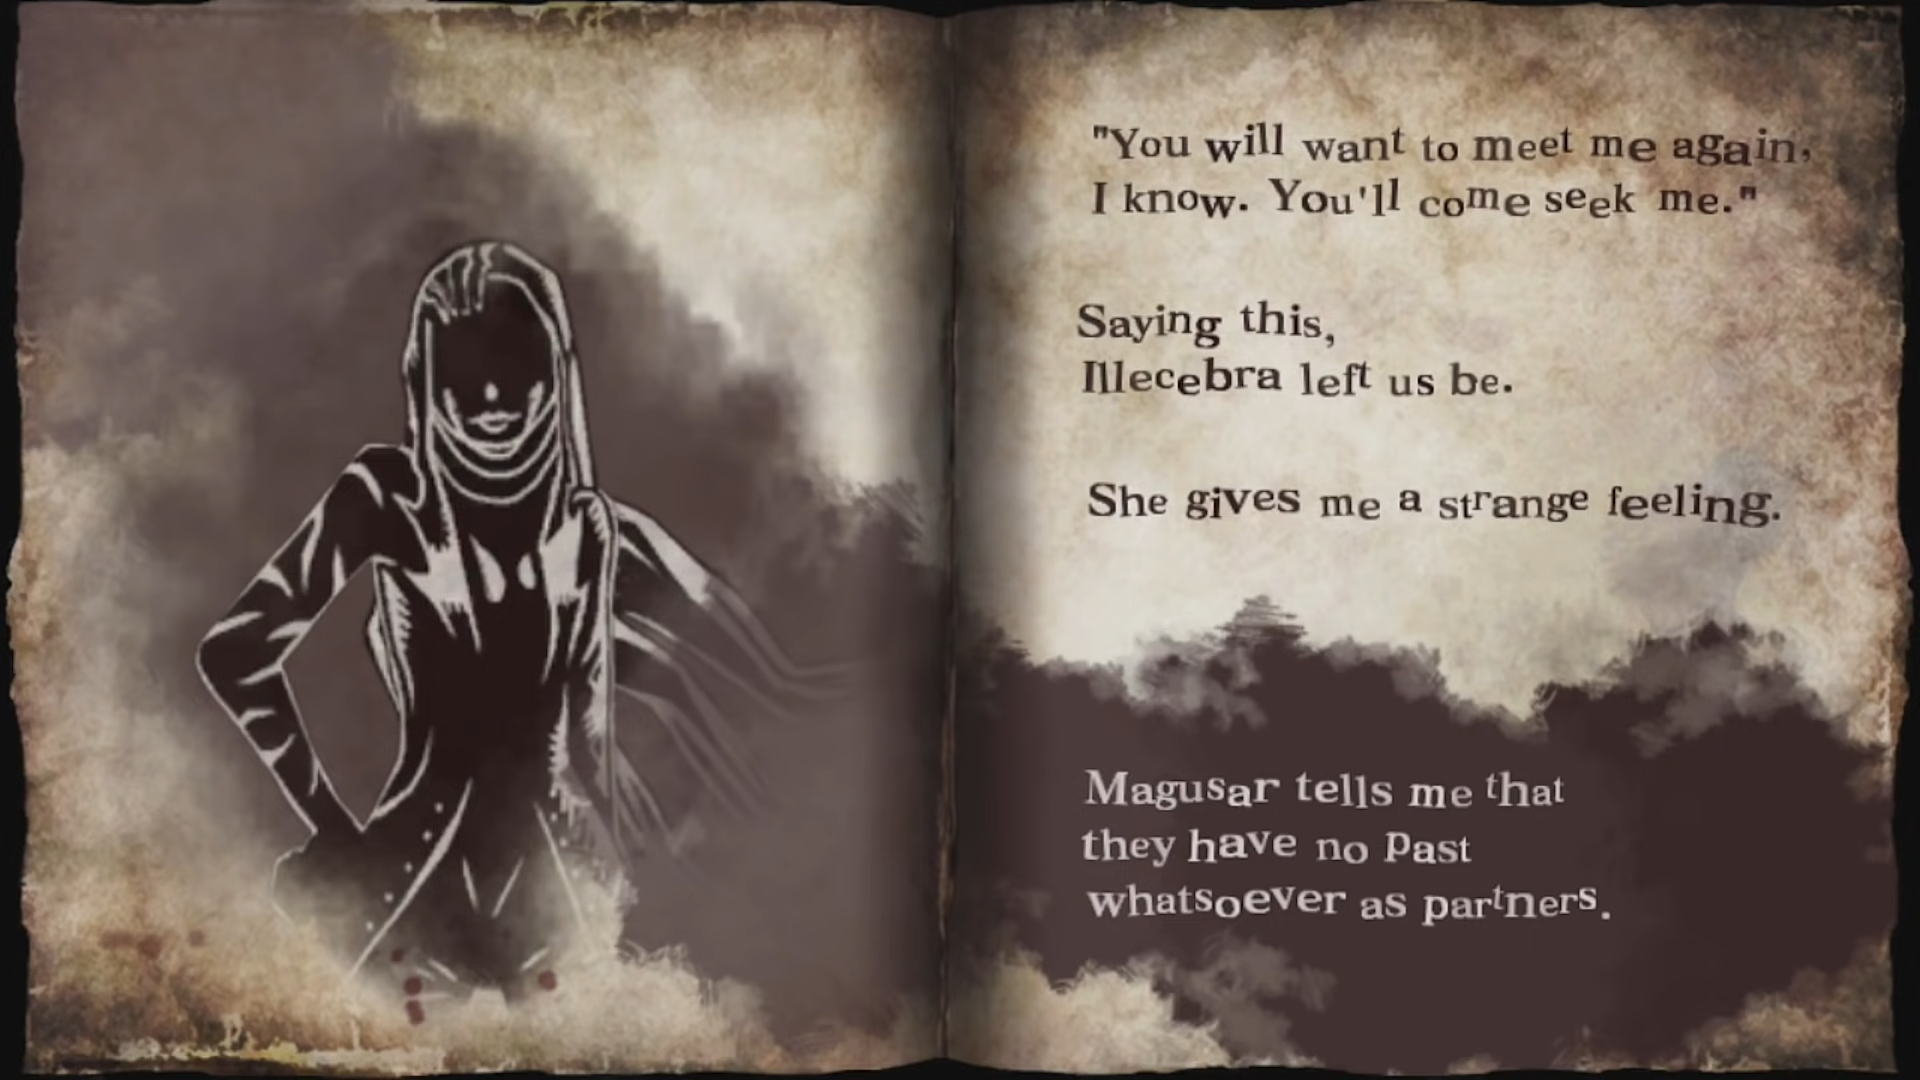 "You will want to meet me again,
I know. You'll come seek me."
Saying this,
Illecebra left us be.
She gives me a strange feeling.
Magusar tells me that
they have no past
whatsoever as partners.